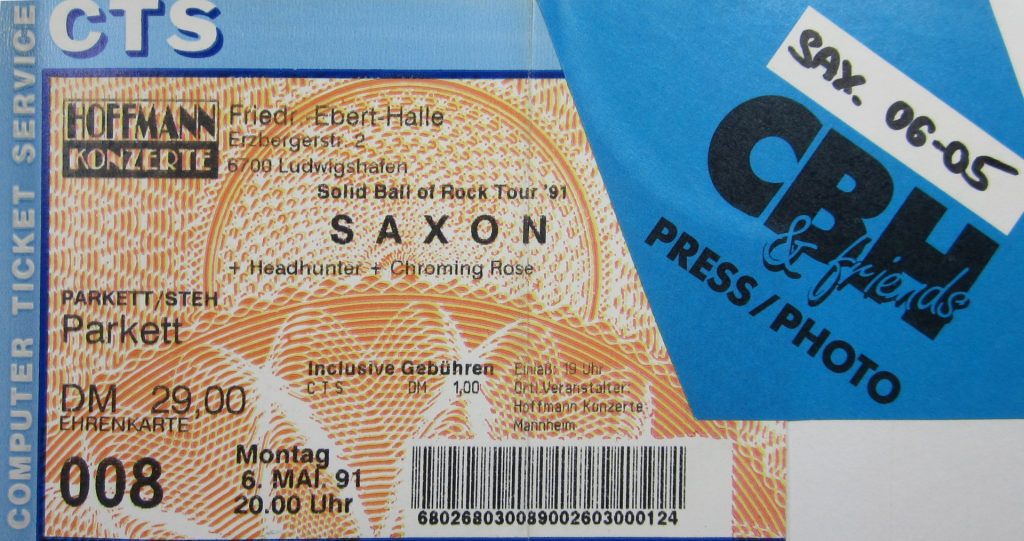 CTS
COMPUTER TICKET SERVICE
HOFFMANN
KONZERTE
Friedr. Ebert-Halle
Erzbergerstr. 2
6700 Ludwigshafen
Solid Ball of Rock Tour '91
SAXON
+ Headhunter + Chroming Rose
PARKETT/STEH
Parkett
Inclusive Gebühren
CTS DM 1,00
Einlaß: 19 Uhr
Örtl.Veranstalter:
Hoffmann Konzerte
Mannheim
DM 29,00
EHRENKARTE
008
Montag
6. MAI. 91
20.00 Uhr
680268030089002603000124
SAX. 06-05
CBH
& friends
PRESS/PHOTO